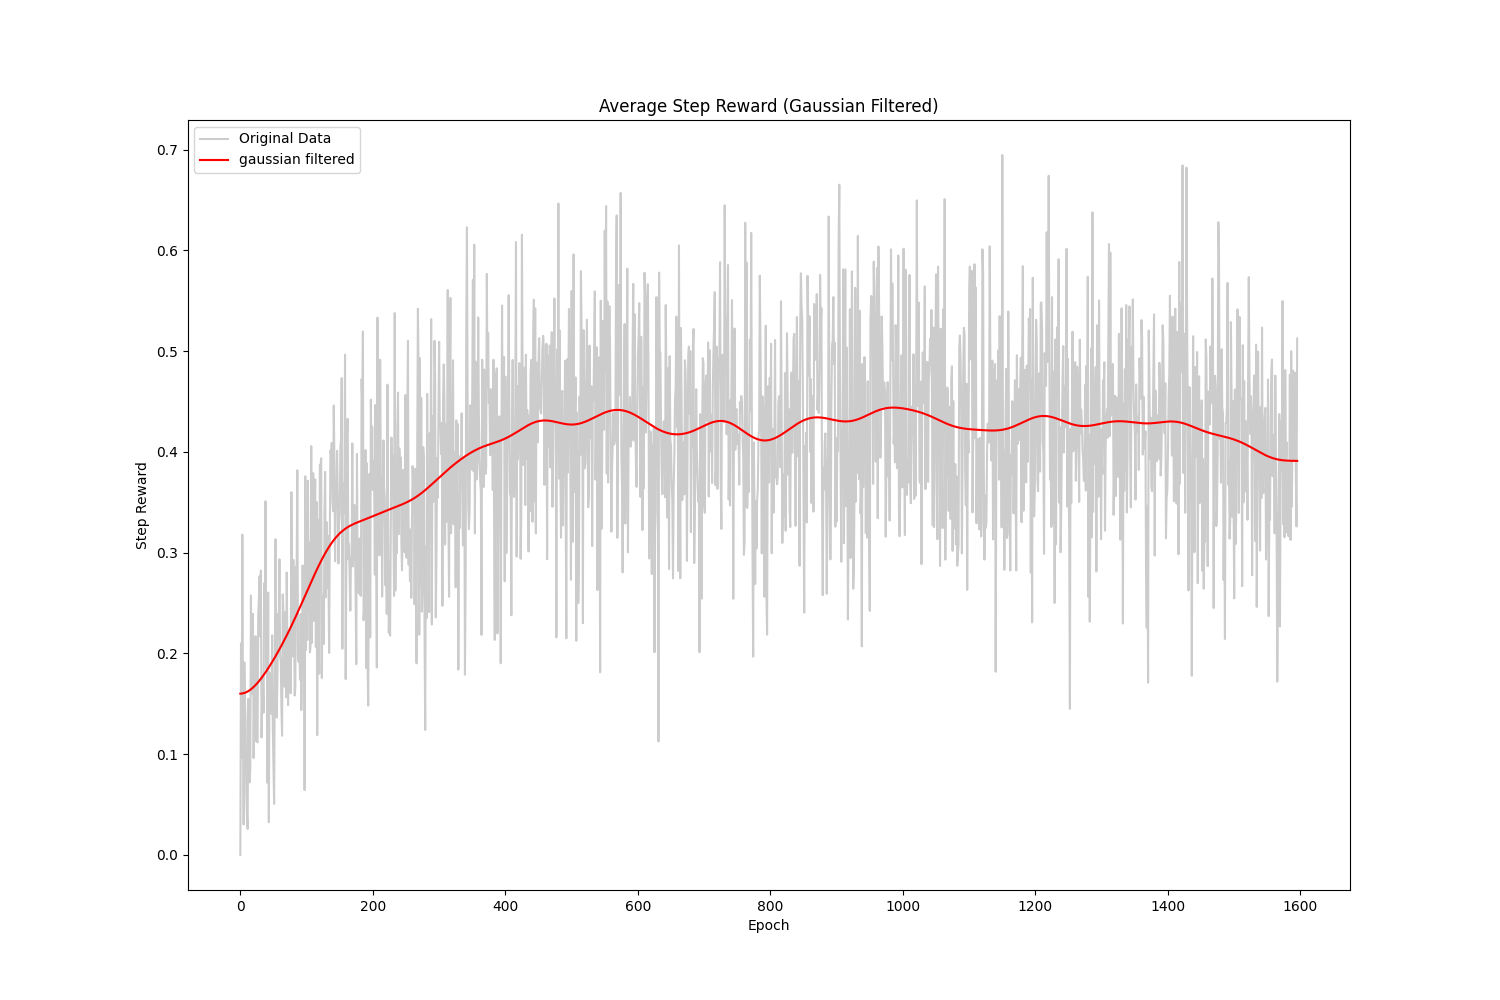 Average Step Reward (Gaussian Filtered)
Original Data
gaussian filtered
0.7
0.6
0.5
0.4
0.3
0.2
0.1
0.0
Step Reward
0 200 400 600 800 1000 1200 1400 1600
Epoch